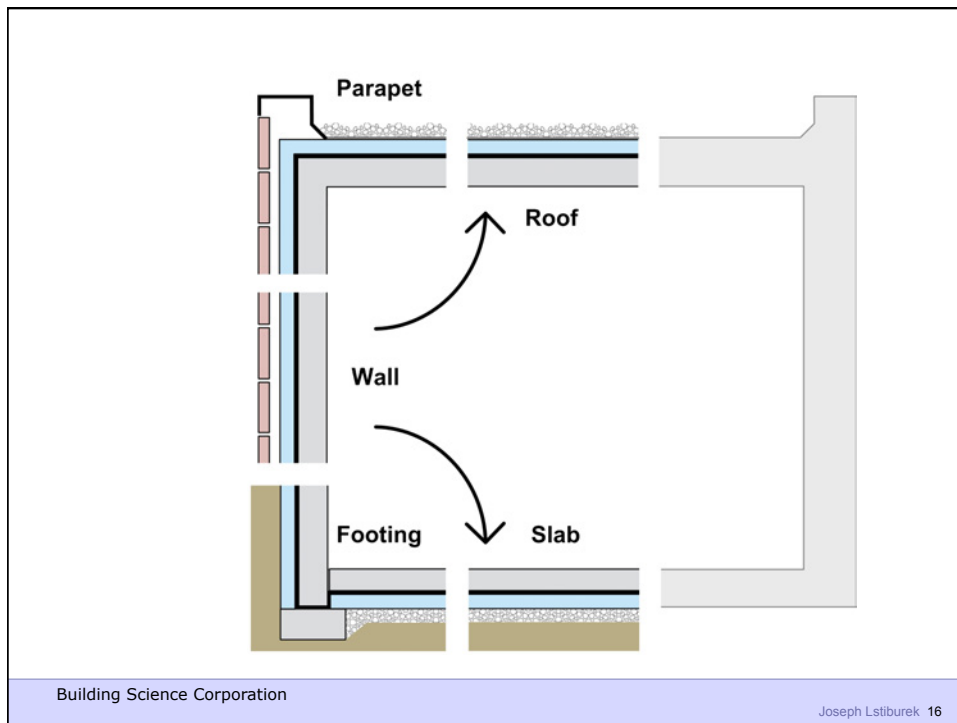 Parapet
Roof
Wall
Footing
Slab
Building Science Corporation
Joseph Lstiburek 16